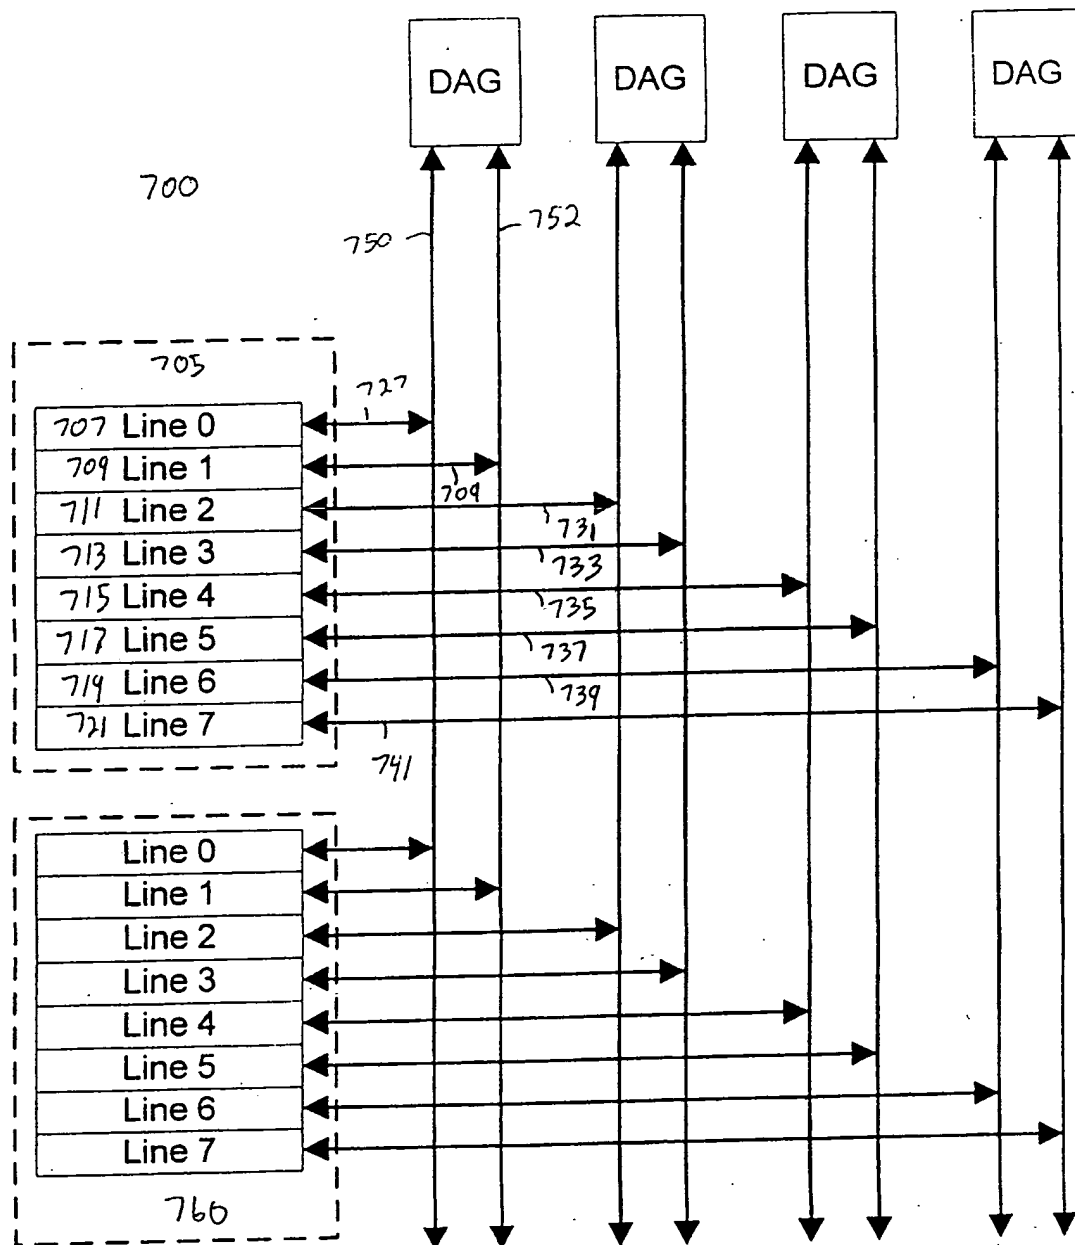 DAG DAG DAG DAG
700
750 752
705
727
707 Line 0
709 Line 1
709
711 Line 2
731
713 Line 3
733
715 Line 4
735
717 Line 5
737
719 Line 6
739
721 Line 7
741
Line 0
Line 1
Line 2
Line 3
Line 4
Line 5
Line 6
Line 7
760